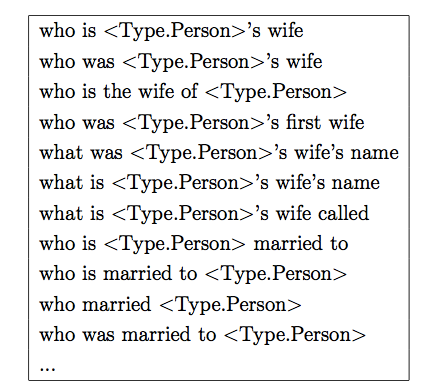 who is <Type.Person>'s wife
who was <Type.Person>'s wife
who is the wife of <Type.Person>
who was <Type.Person>'s first wife
what was <Type.Person>'s wife's name
what is <Type.Person>'s wife's name
what is <Type.Person>'s wife called
who is <Type.Person> married to
who is married to <Type.Person>
who married <Type.Person>
who was married to <Type.Person>
...